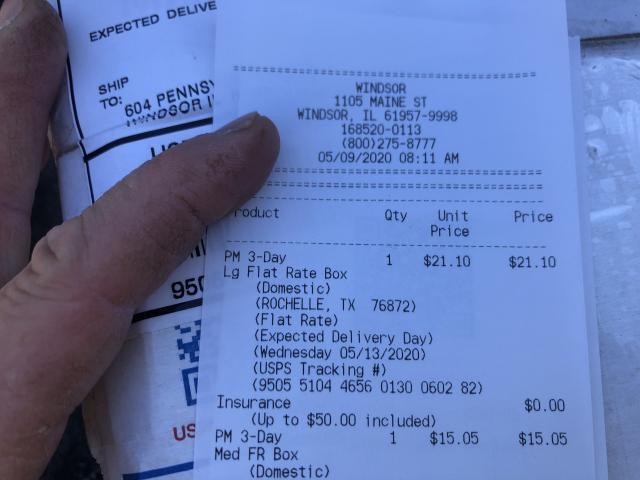 EXPECTED DELIVE
SHIP
TO:
604 PENNSY
WINDSOR I
950
US
WINDSOR
1105 MAINE ST
WINDSOR, IL 61957-9998
168520-0113
(800)275-8777
05/09/2020 08:11 AM
roduct Qty Unit Price
Price
PM 3-Day 1 $21.10 $21.10
Lg Flat Rate Box
(Domestic)
(ROCHELLE, TX 76872)
(Flat Rate)
(Expected Delivery Day)
(Wednesday 05/13/2020)
(USPS Tracking #)
(9505 5104 4656 0130 0602 82)
Insurance $0.00
(Up to $50.00 included)
PM 3-Day 1 $15.05 $15.05
Med FR Box
(Domestic)